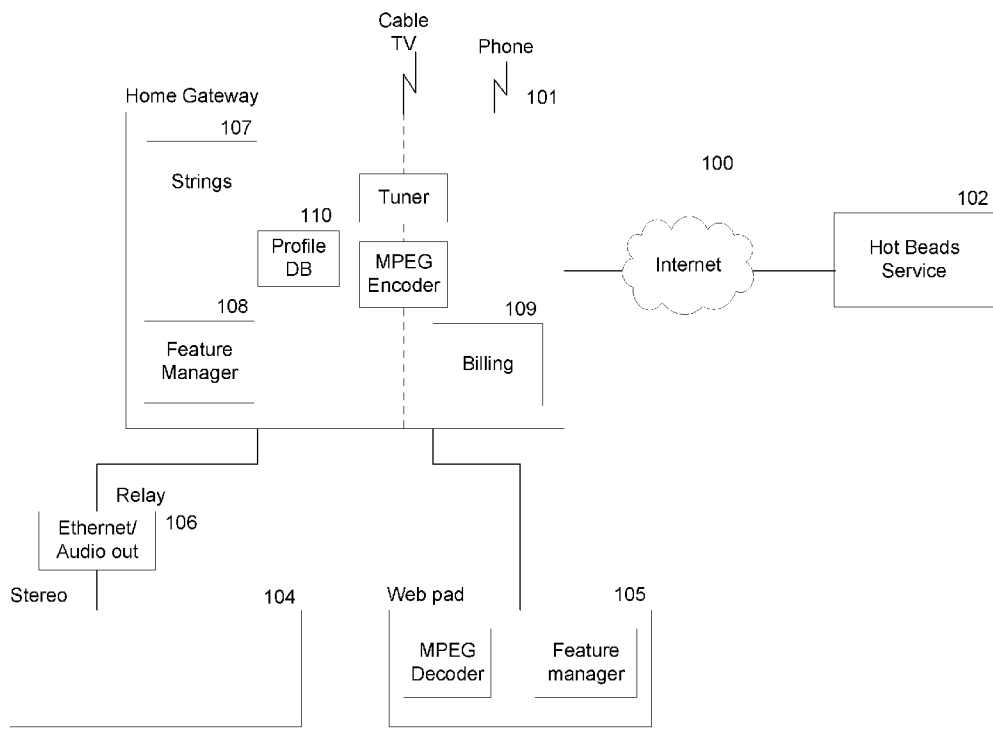 Cable
TV
Phone
101
Home Gateway
107
100
Strings
Tuner
102
110
Profile
DB
MPEG
Encoder
Internet
Hot Beads
Service
108
109
Feature
Manager
Billing
Relay
Ethernet/
Audio out
106
Stereo
104
Web pad
105
MPEG
Decoder
Feature
manager